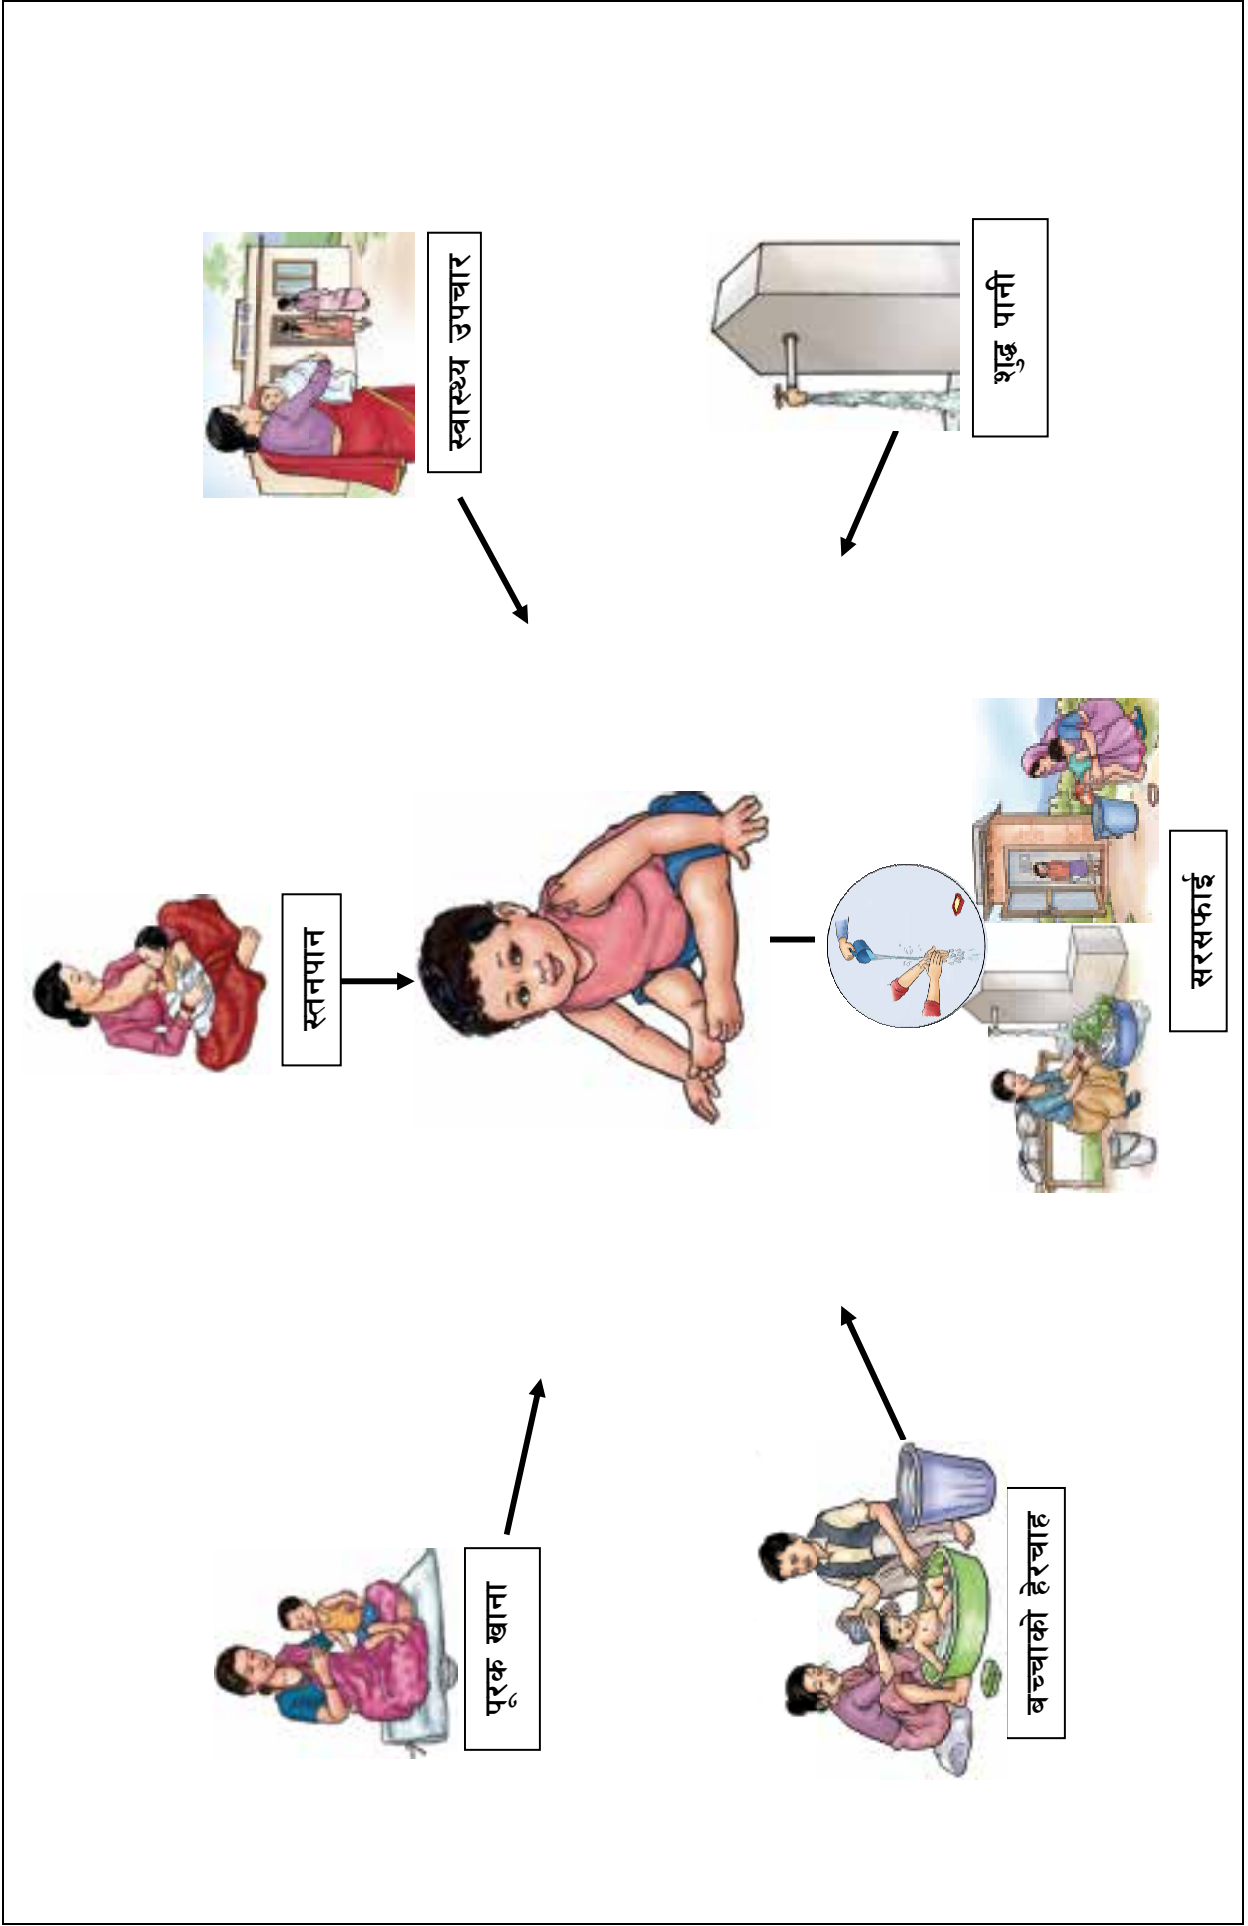 स्तनपान
पूरक खाना
स्वास्थ्य उपचार
बच्चाको हेरचाह
शुद्ध पानी
सरसफाई